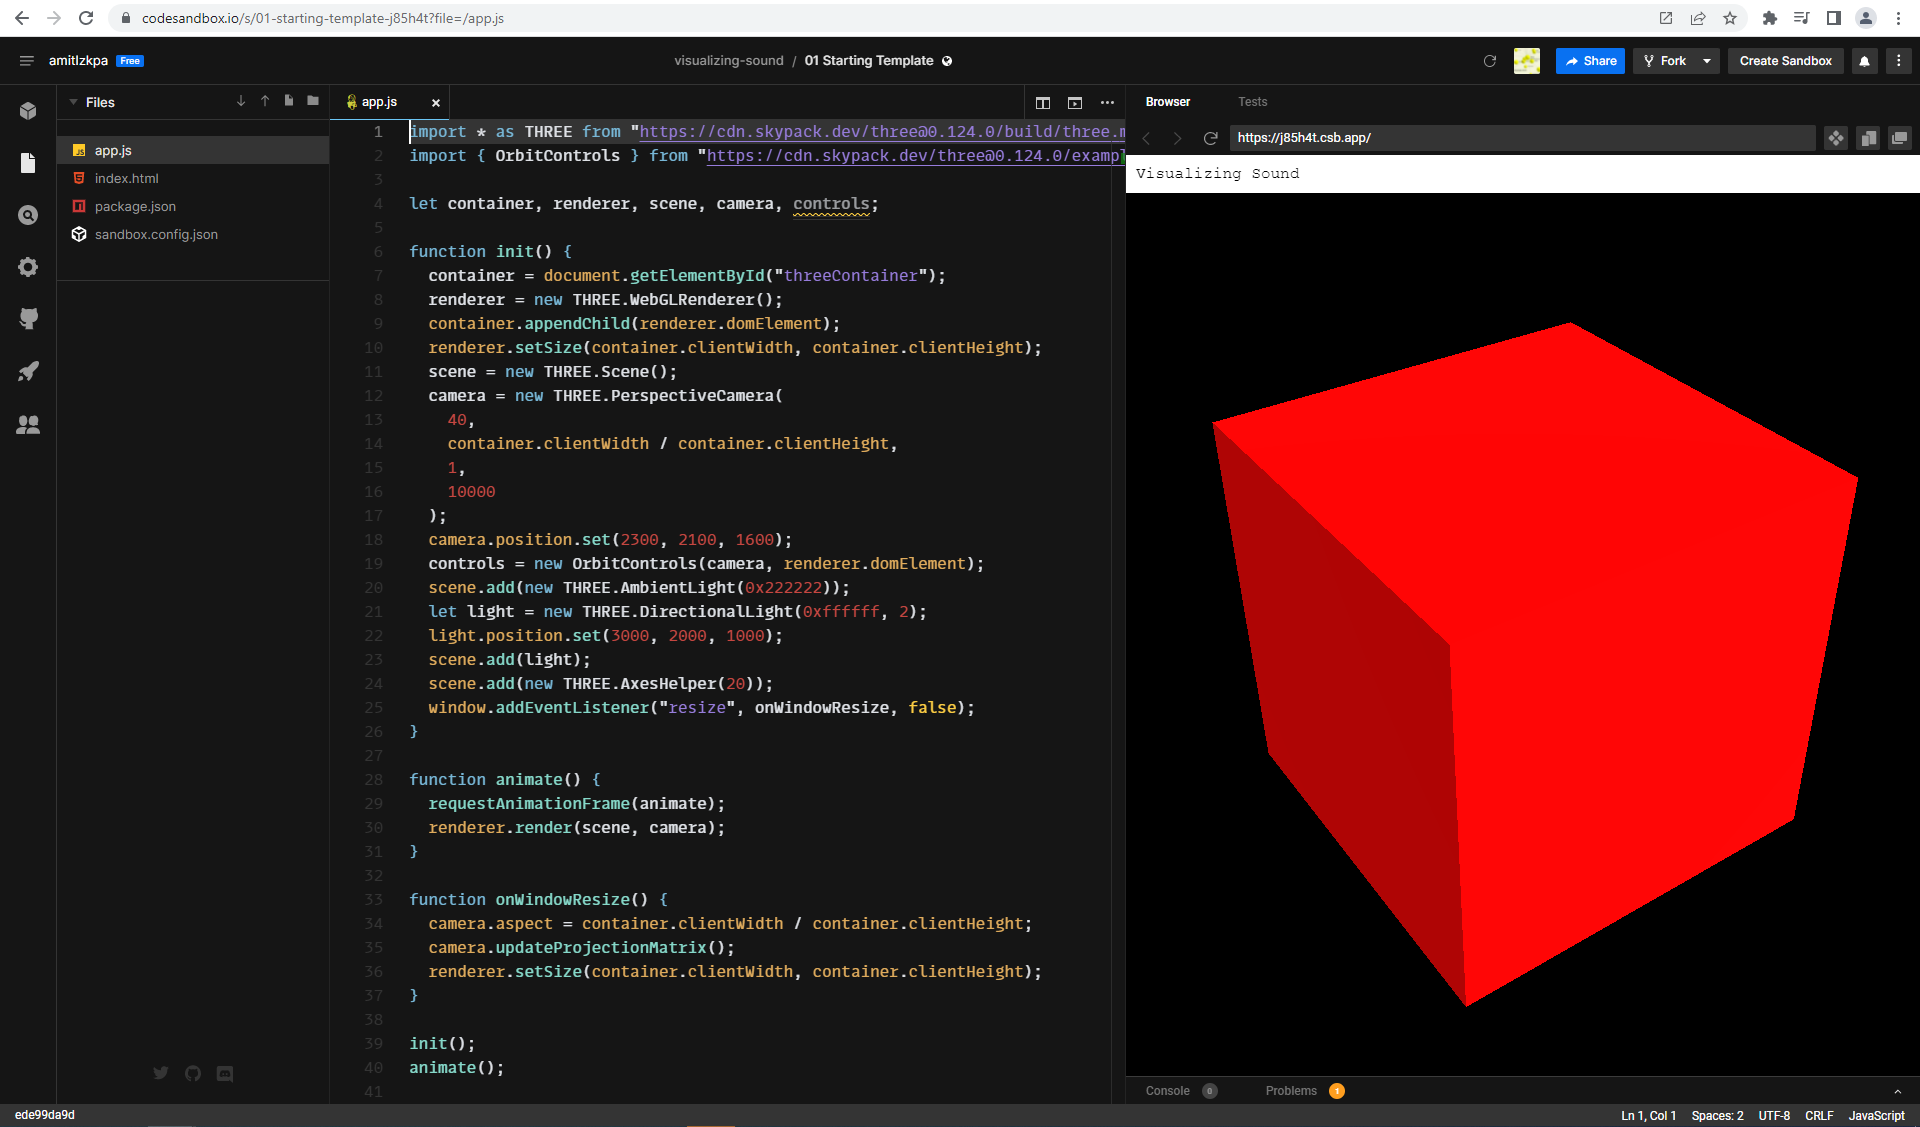 codesandbox.io/s/01-starting-template-j85h4t?file=/app.js
amitlzkpa Free
visualizing-sound / 01 Starting Template
Share
Fork
Create Sandbox
Files
app.js
index.html
package.json
sandbox.config.json
app.js
1 import * as THREE from "https://cdn.skypack.dev/three@0.124.0/build/three.m
2 import { OrbitControls } from "https://cdn.skypack.dev/three@0.124.0/exampl
3
4 let container, renderer, scene, camera, controls;
5
6 function init() {
7 container = document.getElementById("threeContainer");
8 renderer = new THREE.WebGLRenderer();
9 container.appendChild(renderer.domElement);
10 renderer.setSize(container.clientWidth, container.clientHeight);
11 scene = new THREE.Scene();
12 camera = new THREE.PerspectiveCamera(
13 40,
14 container.clientWidth / container.clientHeight,
15 1,
16 10000
17 );
18 camera.position.set(2300, 2100, 1600);
19 controls = new OrbitControls(camera, renderer.domElement);
20 scene.add(new THREE.AmbientLight(0x222222));
21 let light = new THREE.DirectionalLight(0xffffff, 2);
22 light.position.set(3000, 2000, 1000);
23 scene.add(light);
24 scene.add(new THREE.AxesHelper(20));
25 window.addEventListener("resize", onWindowResize, false);
26 }
27
28 function animate() {
29 requestAnimationFrame(animate);
30 renderer.render(scene, camera);
31 }
32
33 function onWindowResize() {
34 camera.aspect = container.clientWidth / container.clientHeight;
35 camera.updateProjectionMatrix();
36 renderer.setSize(container.clientWidth, container.clientHeight);
37 }
38
39 init();
40 animate();
41
Browser Tests
https://j85h4t.csb.app/
Visualizing Sound
Console 0 Problems 1
ede99da9d
Ln 1, Col 1 Spaces: 2 UTF-8 CRLF JavaScript